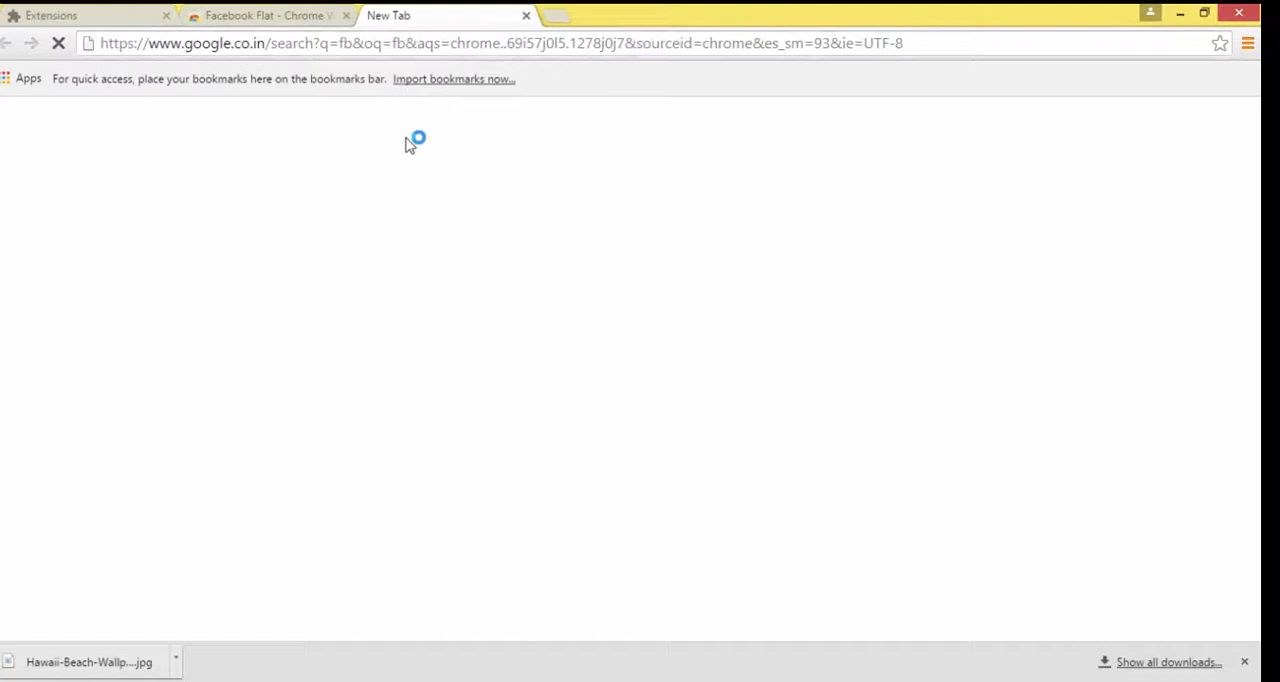 Extensions
Facebook Flat - Chrome
New Tab
https://www.google.co.in/search?q=fb&oq=fb&aqs=chrome..69i57j0l5.1278j0j7&sourceid=chrome&es_sm=93&ie=UTF-8
Apps
For quick access, place your bookmarks here on the bookmarks bar. Import bookmarks now...
Hawaii-Beach-Wallp....jpg
Show all downloads...